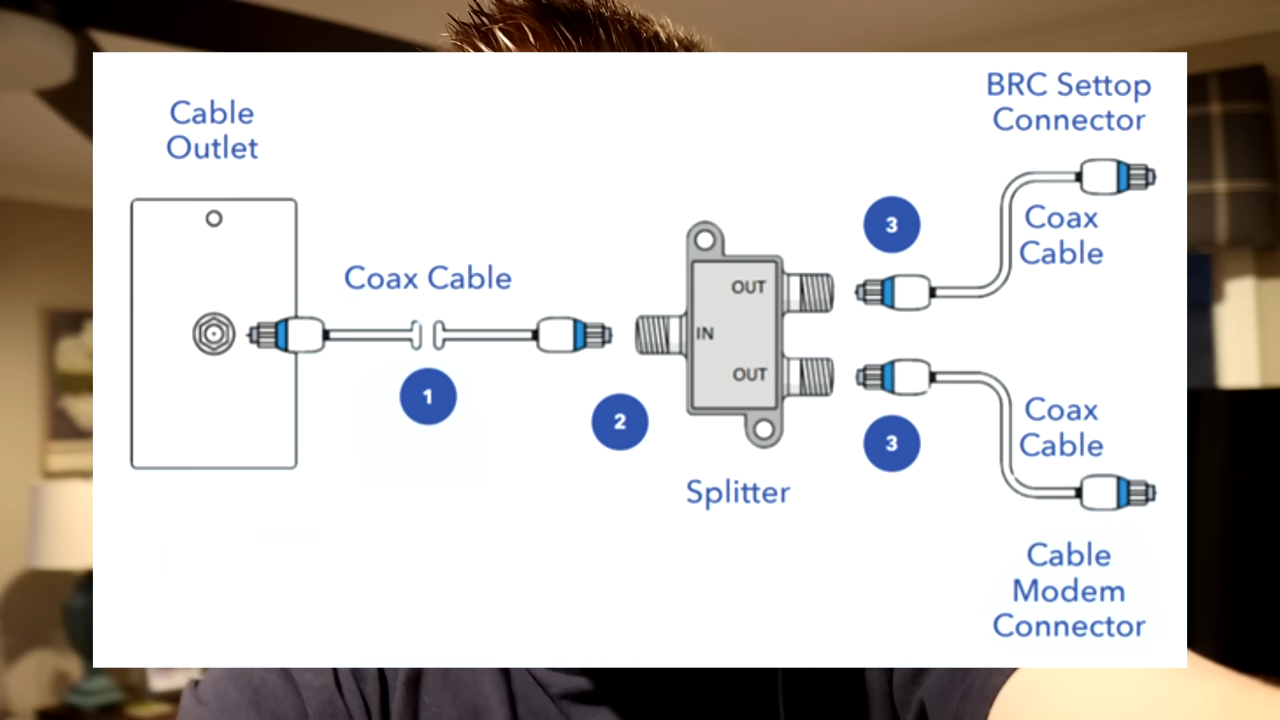 Cable
Outlet
Coax Cable
1
2
IN
OUT
OUT
Splitter
3
3
BRC Settop
Connector
Coax
Cable
Coax
Cable
Cable
Modem
Connector